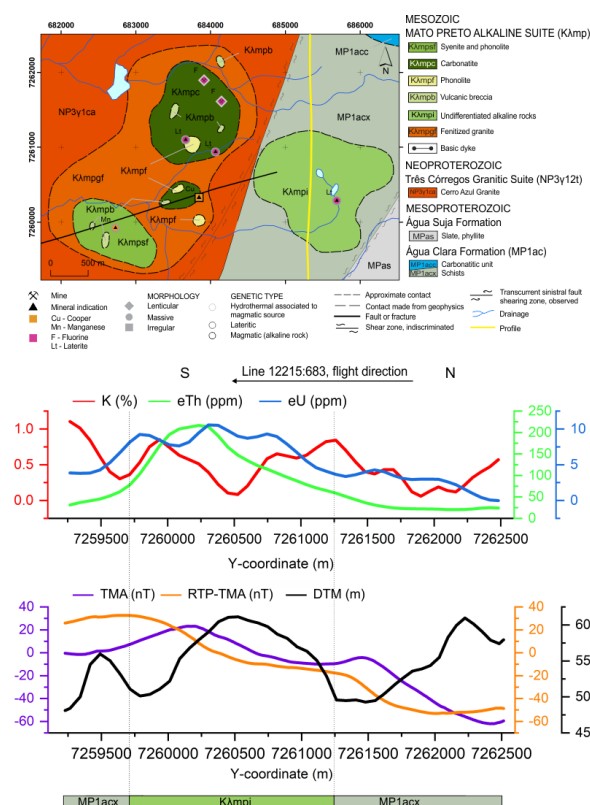 682000
683000
684000
685000
686000
7262000
7261000
7260000
Kλmpb
MP1acc
N
F
Kλmpc
F
NP3γ1ca
Kλmpb
MP1acx
Lt
Lt
Kλmpf
Kλmpgf
Cu
Kλmpi
Lt
Kλmpb
Kλmpf
Mn
Kλmpsf
MPas
0 500 m
MESOZOIC
MATO PRETO ALKALINE SUITE (Kλmp)
Kλmpsf Syenite and phonolite
Kλmpc Carbonatite
Kλmpf Phonolite
Kλmpb Vulcanic breccia
Kλmpi Undifferentiated alkaline rocks
Kλmpgf Fenitized granite
Basic dyke
NEOPROTEROZOIC
Três Córregos Granitic Suite (NP3γ12t)
NP3γ1ca Cerro Azul Granite
MESOPROTEROZOIC
Água Suja Formation
MPas Slate, phyllite
Água Clara Formation (MP1ac)
MP1acc Carbonatitic unit
MP1acx Schists
Mine
Mineral indication
Cu - Cooper
Mn - Manganese
F - Fluorine
Lt - Laterite
MORPHOLOGY
Lenticular
Massive
Irregular
GENETIC TYPE
Hydrothermal associated to
magmatic source
Lateritic
Magmatic (alkaline rock)
Approximate contact
Contact made from geophysics
Fault or fracture
Shear zone, indiscriminated
Transcurrent sinistral fault
shearing zone, observed
Drainage
Profile
S Line 12215:683, flight direction N
K (%) eTh (ppm) eU (ppm)
1.0
0.5
0.0
250
200
150
100
50
0
10
5
0
7259500 7260000 7260500 7261000 7261500 7262000 7262500
Y-coordinate (m)
TMA (nT) RTP-TMA (nT) DTM (m)
40
20
0
-20
-40
-60
40
20
0
-20
-40
-60
60
55
50
45
7259500 7260000 7260500 7261000 7261500 7262000 7262500
Y-coordinate (m)
MP1acx Kλmpi MP1acx